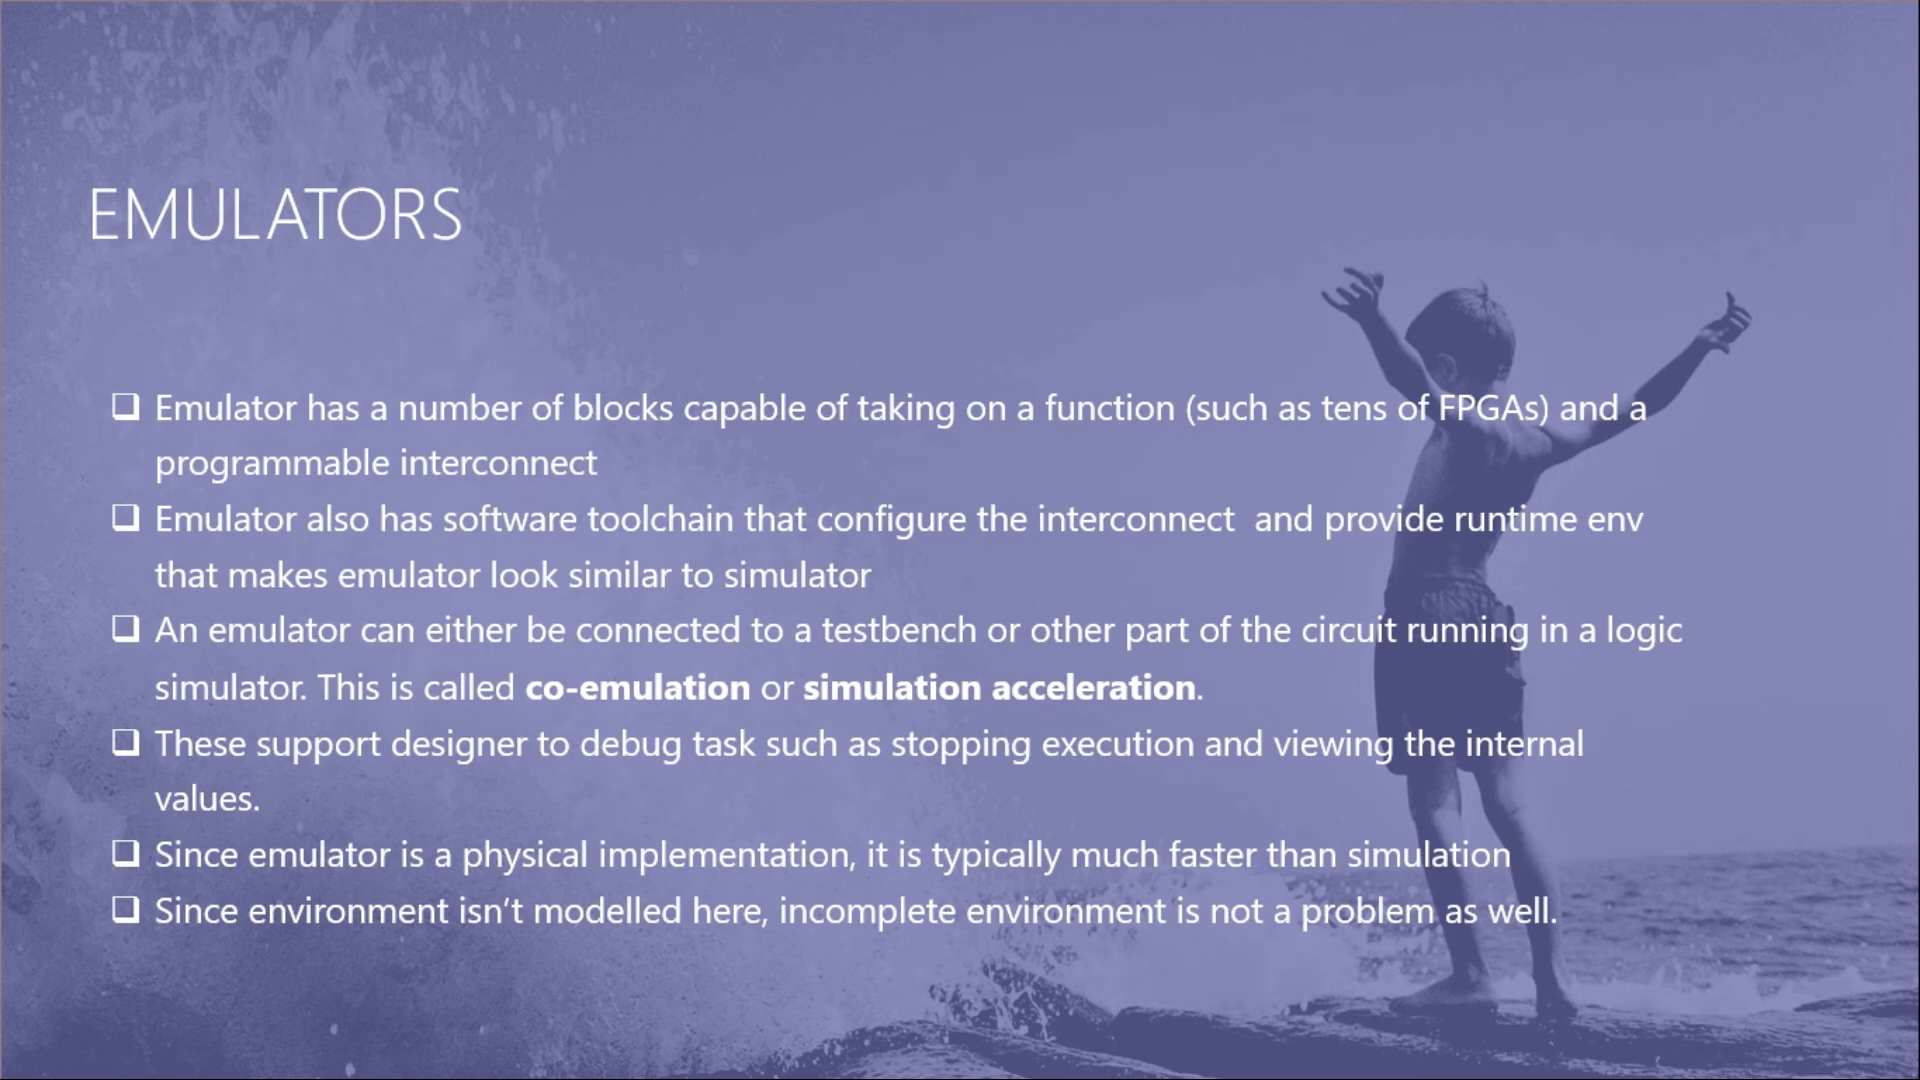 EMULATORS
❑ Emulator has a number of blocks capable of taking on a function (such as tens of FPGAs) and a
programmable interconnect
❑ Emulator also has software toolchain that configure the interconnect  and provide runtime env
that makes emulator look similar to simulator
❑ An emulator can either be connected to a testbench or other part of the circuit running in a logic
simulator. This is called co-emulation or simulation acceleration.
❑ These support designer to debug task such as stopping execution and viewing the internal
values.
❑ Since emulator is a physical implementation, it is typically much faster than simulation
❑ Since environment isn’t modelled here, incomplete environment is not a problem as well.